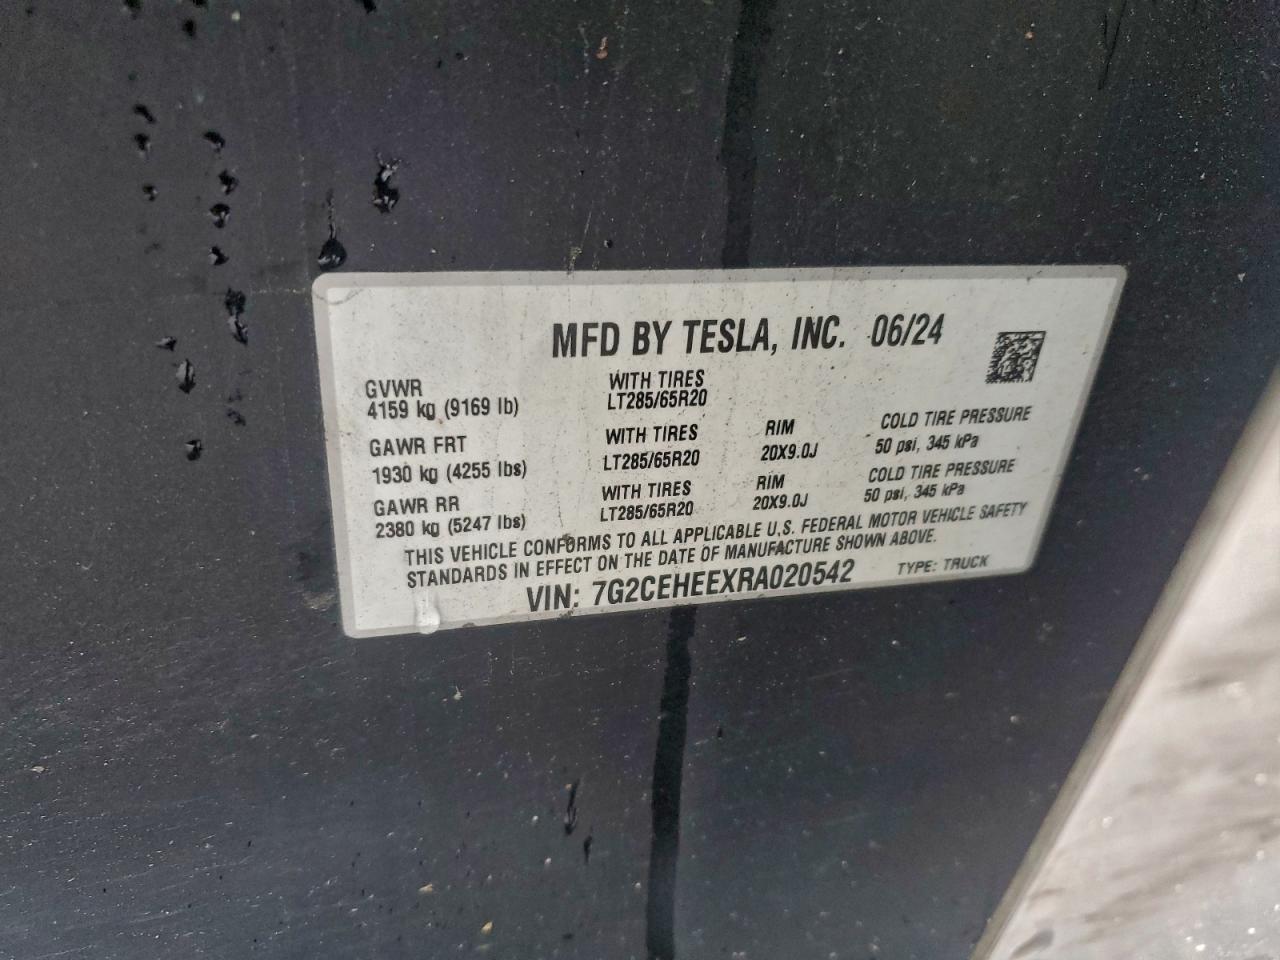 MFD BY TESLA, INC. 06/24
GVWR WITH TIRES
4159 kg (9169 lb) LT285/65R20
GAWR FRT WITH TIRES RIM COLD TIRE PRESSURE
1930 kg (4255 lbs) LT285/65R20 20X9.0J 50 psi, 345 kPa
GAWR RR WITH TIRES RIM COLD TIRE PRESSURE
2380 kg (5247 lbs) LT285/65R20 20X9.0J 50 psi, 345 kPa
THIS VEHICLE CONFORMS TO ALL APPLICABLE U.S. FEDERAL MOTOR VEHICLE SAFETY
STANDARDS IN EFFECT ON THE DATE OF MANUFACTURE SHOWN ABOVE.
VIN: 7G2CEHEEXRA020542 TYPE: TRUCK